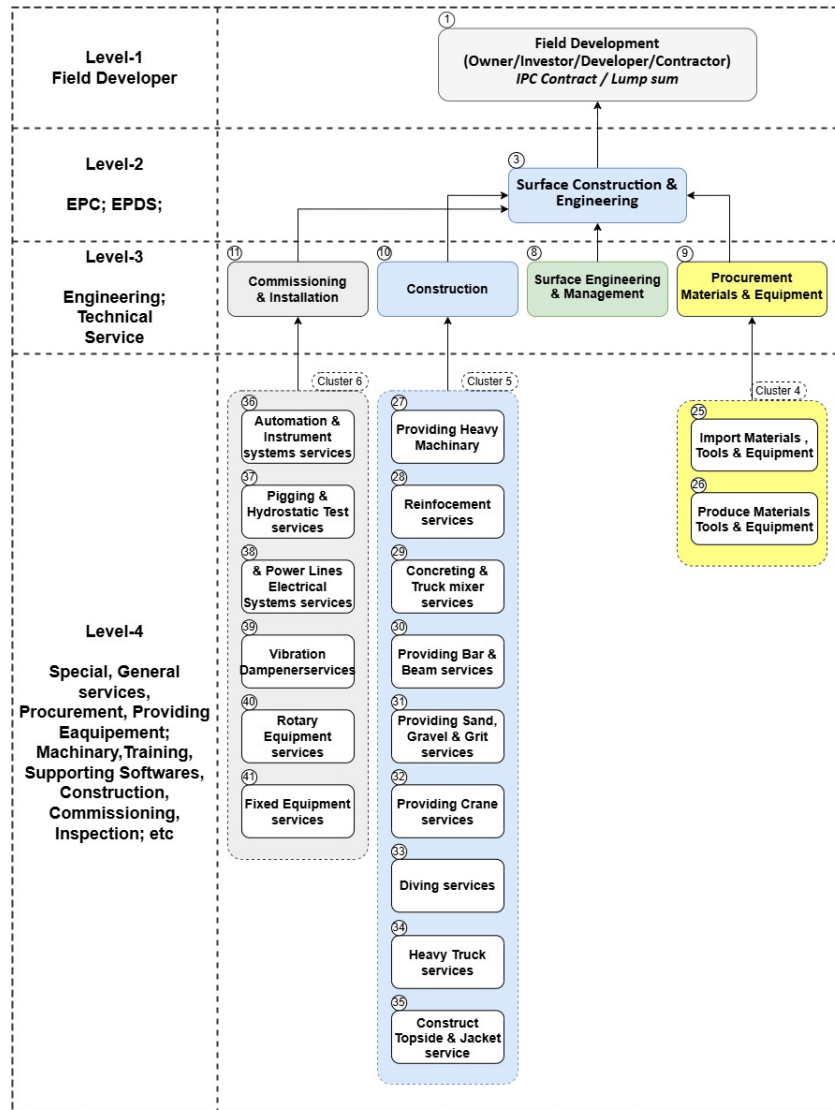 Level-1
Field Developer
1
Field Development
(Owner/Investor/Developer/Contractor)
IPC Contract / Lump sum
Level-2
EPC; EPDS;
3
Surface Construction &
Engineering
Level-3
Engineering;
Technical
Service
11
Commissioning
& Installation
10
Construction
8
Surface Engineering
& Management
9
Procurement
Materials & Equipment
Level-4
Special, General
services,
Procurement, Providing
Eaquipement;
Machinary,Training,
Supporting Softwares,
Construction,
Commissioning,
Inspection; etc
Cluster 6
36
Automation &
Instrument
systems services
37
Pigging &
Hydrostatic Test
services
38
& Power Lines
Electrical
Systems services
39
Vibration
Dampenerservices
40
Rotary
Equipment
services
41
Fixed Equipment
services
Cluster 5
27
Providing Heavy
Machinary
28
Reinfocement
services
29
Concreting &
Truck mixer
services
30
Providing Bar &
Beam services
31
Providing Sand,
Gravel & Grit
services
32
Providing Crane
services
33
Diving services
34
Heavy Truck
services
35
Construct
Topside & Jacket
service
Cluster 4
25
Import Materials ,
Tools & Equipment
26
Produce Materials
Tools & Equipment